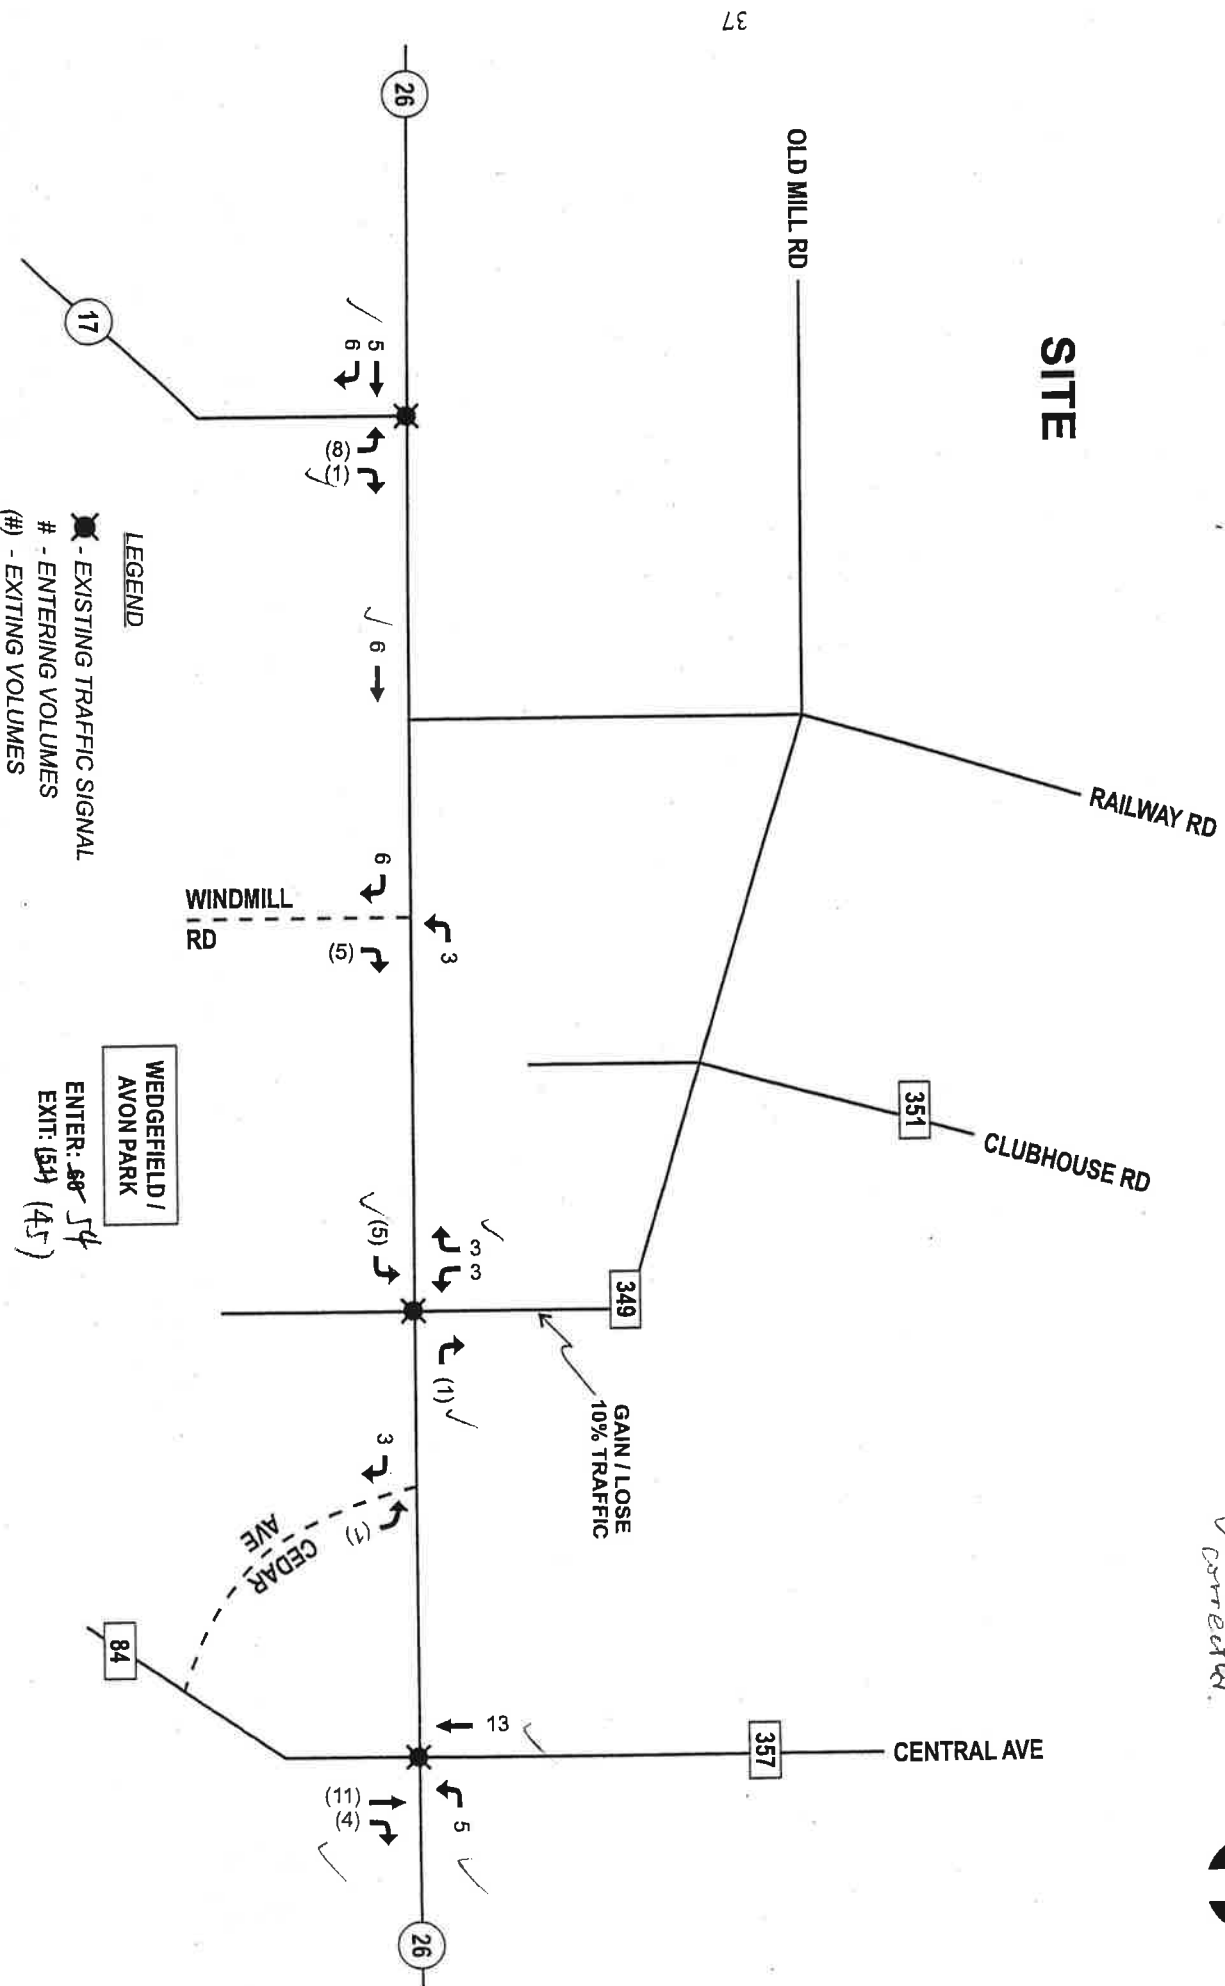 37
SITE
OLD MILL RD
26
17
5
6
(8)
(1)
6
RAILWAY RD
6
3
WINDMILL
RD
(5)
351
CLUBHOUSE RD
349
3
3
(5)
(1)
GAIN / LOSE
10% TRAFFIC
3
(1)
CEDAR
AVE
84
13
357
CENTRAL AVE
5
(11)
(4)
26
LEGEND
- EXISTING TRAFFIC SIGNAL
# - ENTERING VOLUMES
(#) - EXITING VOLUMES
WEDGEFIELD /
AVON PARK
ENTER: 60 54
EXIT: (51) (45)